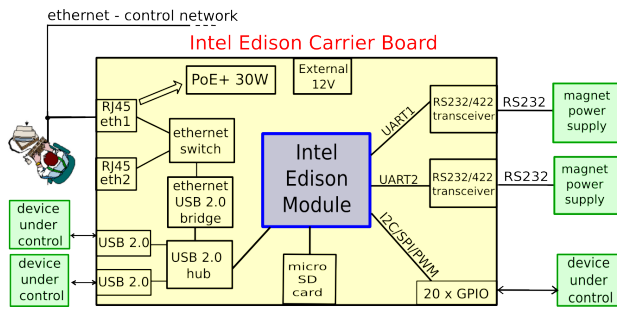 ethernet - control network
Intel Edison Carrier Board
PoE+ 30W
External
12V
RJ45
eth1
RS232/422
transceiver
RS232
magnet
power
supply
UART1
ethernet
switch
Intel
Edison
Module
RJ45
eth2
RS232/422
transceiver
RS232
magnet
power
supply
UART2
ethernet
USB 2.0
bridge
device
under
control
USB 2.0
I2C/SPI/PWM
USB 2.0
hub
device
under
control
USB 2.0
micro
SD
card
20 x GPIO
device
under
control